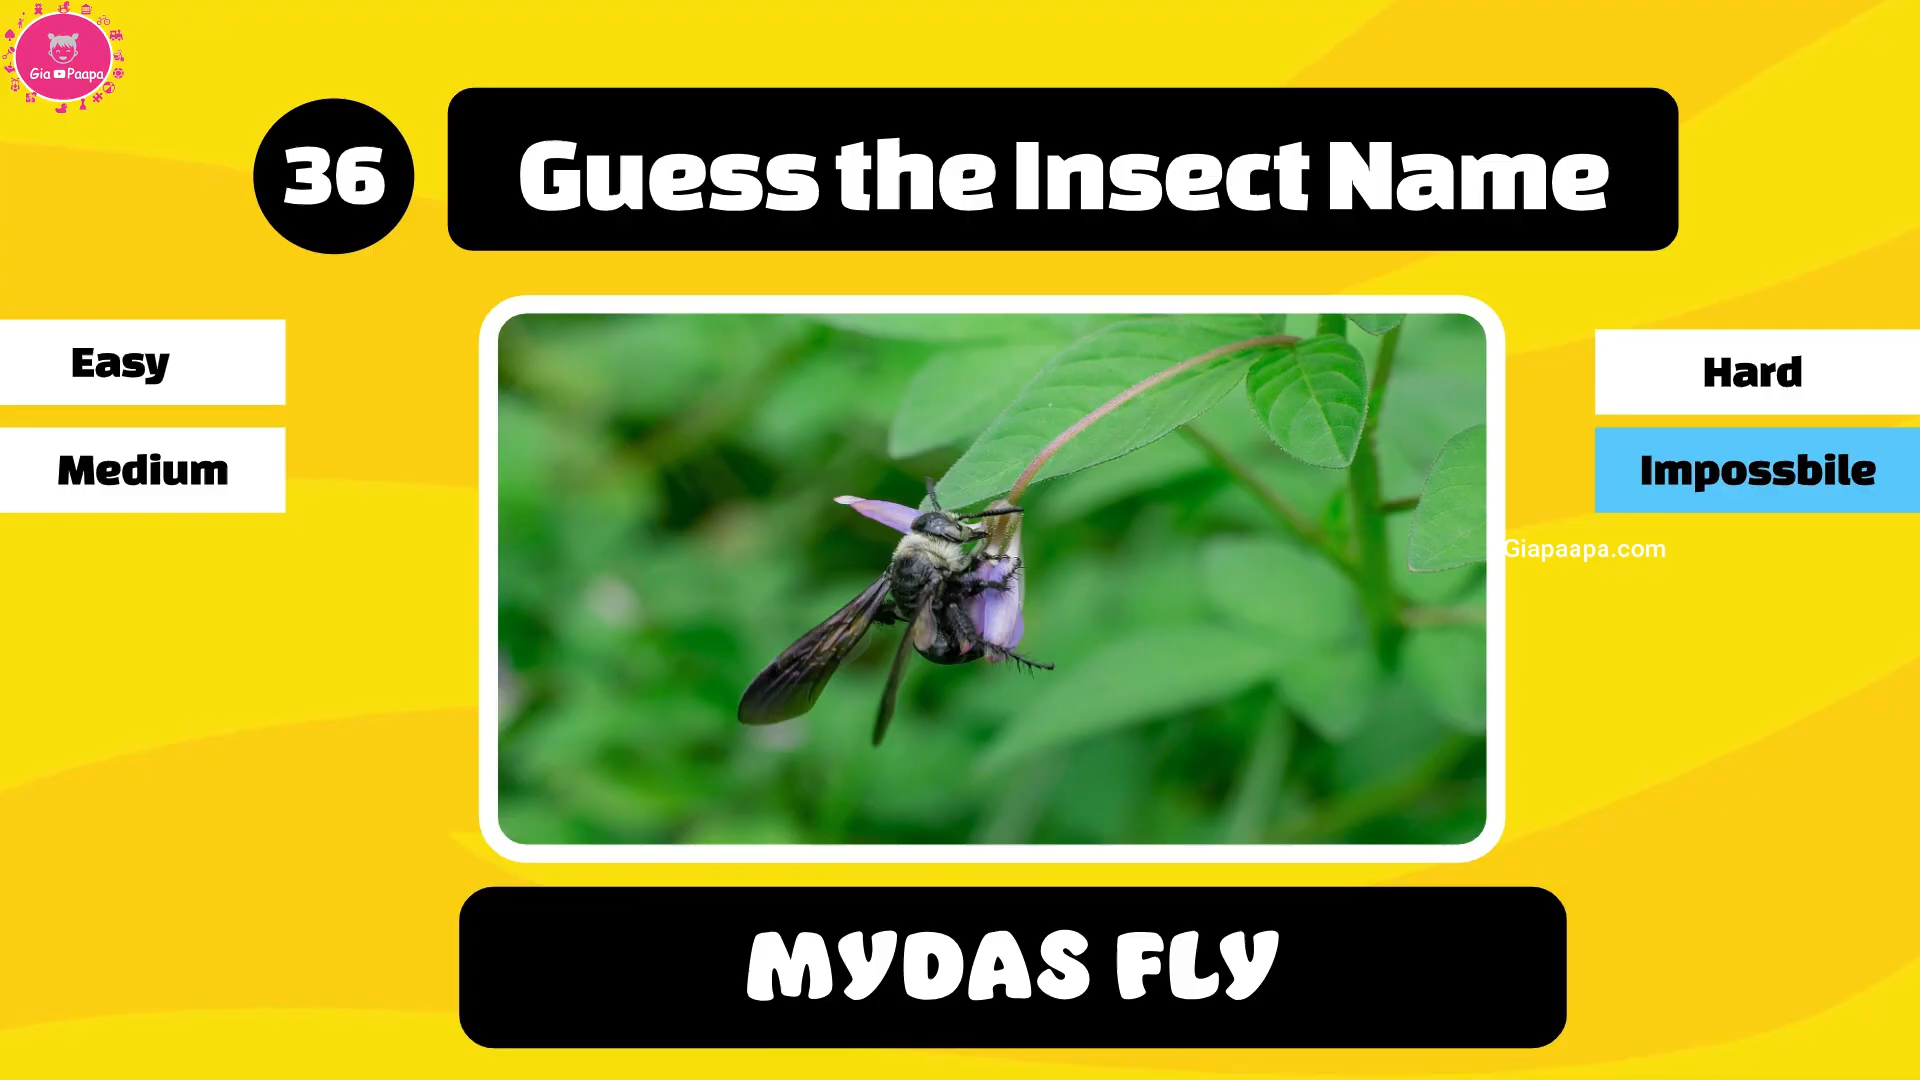 Gia Paapa
36
Guess the Insect Name
Easy
Medium
Hard
Impossbile
Giapaapa.com
MYDAS FLY